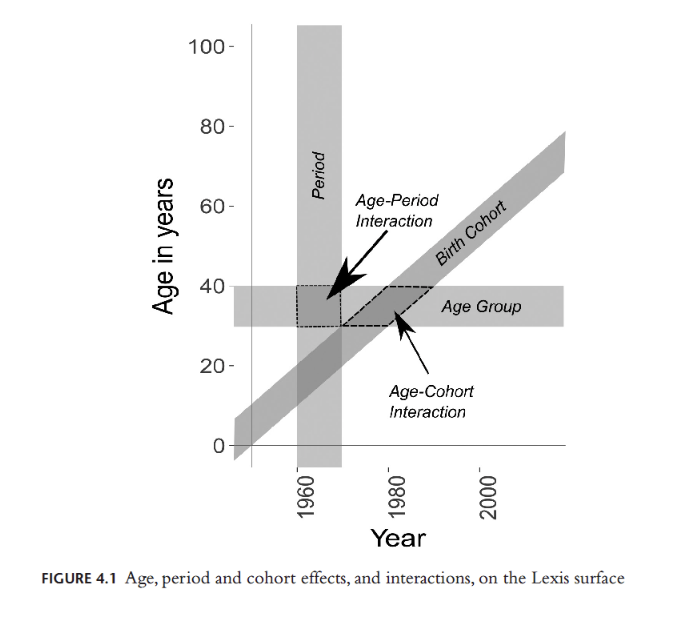 100
80
60
40
20
0
Age in years
Period
Age-Period
Interaction
Birth Cohort
Age Group
Age-Cohort
Interaction
1960
1980
2000
Year
FIGURE 4.1 Age, period and cohort effects, and interactions, on the Lexis surface